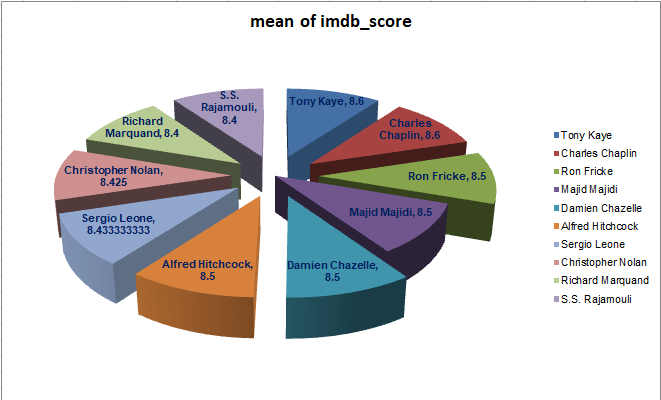 mean of imdb_score
S.S.
Rajamouli,
8.4
Tony Kaye, 8.6
Charles
Chaplin, 8.6
Richard
Marquand, 8.4
Christopher Nolan,
8.425
Ron Fricke, 8.5
Sergio Leone,
8.433333333
Majid Majidi, 8.5
Alfred Hitchcock,
8.5
Damien Chazelle,
8.5
Tony Kaye
Charles Chaplin
Ron Fricke
Majid Majidi
Damien Chazelle
Alfred Hitchcock
Sergio Leone
Christopher Nolan
Richard Marquand
S.S. Rajamouli